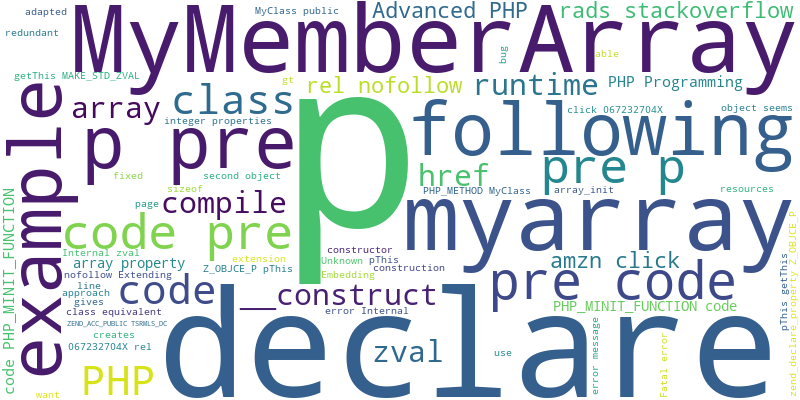 adapted
redundant
MyMemberArray
MyClass public
Advanced PHP
rads stackoverflow
bug
able
getThis MAKE_STD_ZVAL
gt
rel nofollow
runtime
PHP Programming
array
class
integer properties
click 067232704X
object seems
example
p pre
p
following
fixed
second object
sizeof
href
pre p
PHP_METHOD MyClass
array_init
resources
page
compile
code PHP_MINIT_FUNCTION
code pre
myarray
constructor
Internal zval
array property
extension
Unknown
pThis
nofollow Extending
Z_OBJCE_P pThis
Embedding
construction
amzn click
pre code
line
approach
gives
code
__construct
class equivalent
error Internal
PHP_MINIT_FUNCTION code
ZEND_ACC_PUBLIC TSRMLS_DC
creates
067232704X rel
declare
zval
use
error message
Fatal error
pThis getThis
zend_declare_property Z_OBJCE_P
PHP
want